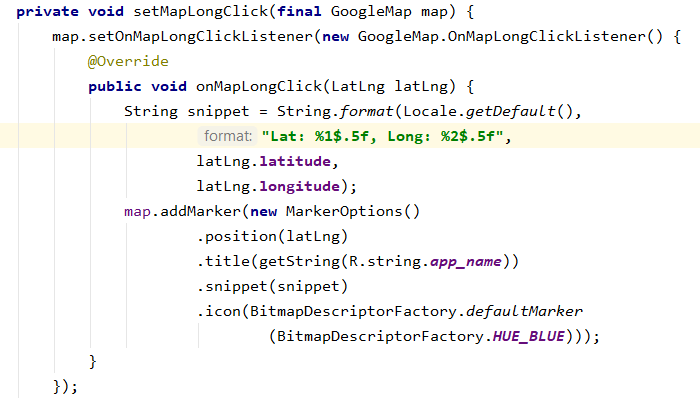 private void setMapLongClick(final GoogleMap map) {
    map.setOnMapLongClickListener(new GoogleMap.OnMapLongClickListener() {
        @Override
        public void onMapLongClick(LatLng latLng) {
            String snippet = String.format(Locale.getDefault(),
                    format: "Lat: %1$.5f, Long: %2$.5f",
                    latLng.latitude,
                    latLng.longitude);
            map.addMarker(new MarkerOptions()
                    .position(latLng)
                    .title(getString(R.string.app_name))
                    .snippet(snippet)
                    .icon(BitmapDescriptorFactory.defaultMarker
                            (BitmapDescriptorFactory.HUE_BLUE)));
        }
    });